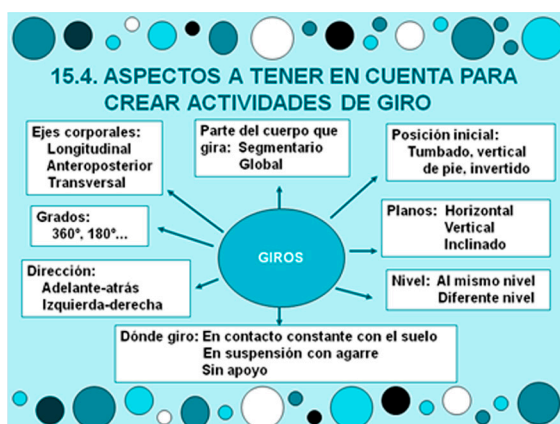 15.4. ASPECTOS A TENER EN CUENTA PARA
CREAR ACTIVIDADES DE GIRO
Ejes corporales:
Longitudinal
Anteroposterior
Transversal
Parte del cuerpo que
gira: Segmentario
Global
Posición inicial:
Tumbado, vertical
de pie, invertido
Grados:
360º, 180º...
GIROS
Planos: Horizontal
Vertical
Inclinado
Dirección:
Adelante-atrás
Izquierda-derecha
Nivel: Al mismo nivel
Diferente nivel
Dónde giro: En contacto constante con el suelo
En suspensión con agarre
Sin apoyo